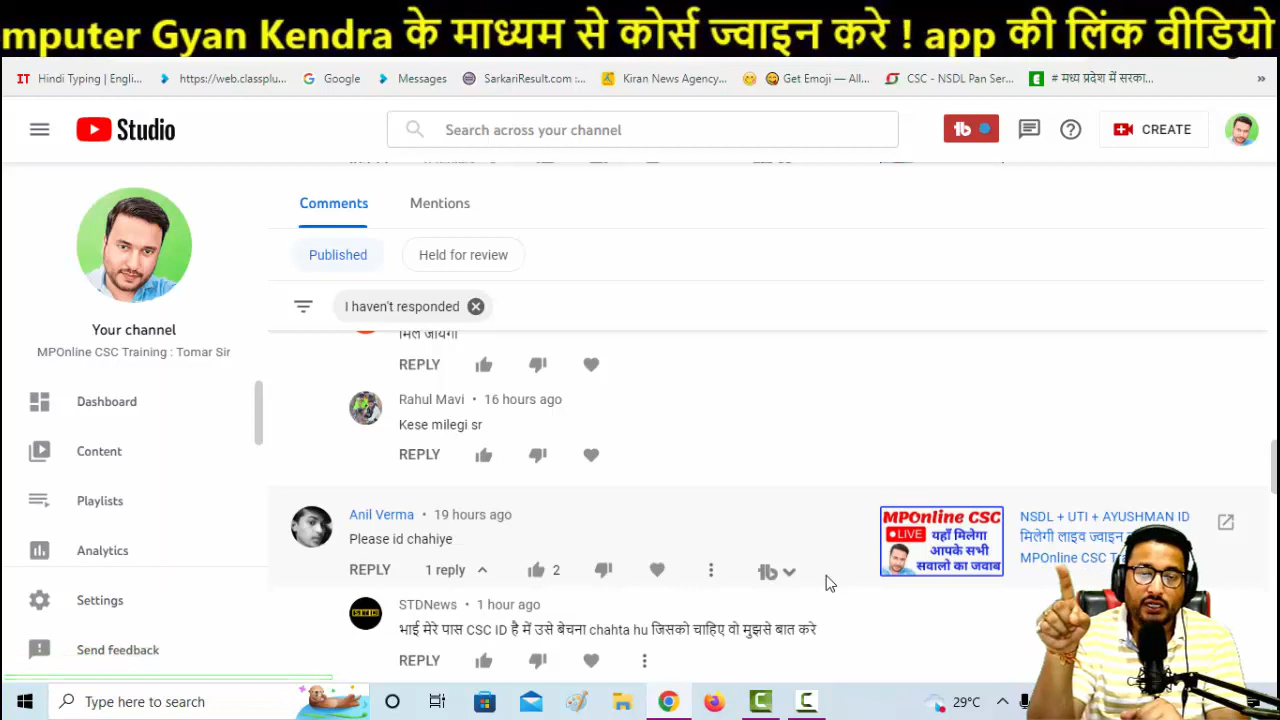 mputer Gyan Kendra के माध्यम से कोर्स ज्वाइन करे ! app की लिंक वीडियो
IT Hindi Typing | Engli...
https://web.classplu...
Google
Messages
SarkariResult.com :...
Kiran News Agency...
Get Emoji — All...
CSC - NSDL Pan Ser...
# मध्य प्रदेश में सरका...
»
Studio
Search across your channel
CREATE
Comments
Mentions
Published
Held for review
I haven't responded
Your channel
MPOnline CSC Training : Tomar Sir
Dashboard
Content
Playlists
Analytics
Settings
Send feedback
मिल जायेगी
REPLY
Rahul Mavi • 16 hours ago
Kese milegi sr
REPLY
Anil Verma • 19 hours ago
Please id chahiye
REPLY 1 reply 2
MPOnline CSC
LIVE यहाँ मिलेगा
आपके सभी
सवालो का जवाब
NSDL + UTI + AYUSHMAN ID
मिलेगी लाइव ज्वाइन
MPOnline CSC
STDNews • 1 hour ago
भाई मेरे पास CSC ID है में उसे बेचना chahta hu जिसको चाहिए वो मुझसे बात करे
REPLY
Type here to search
29°C